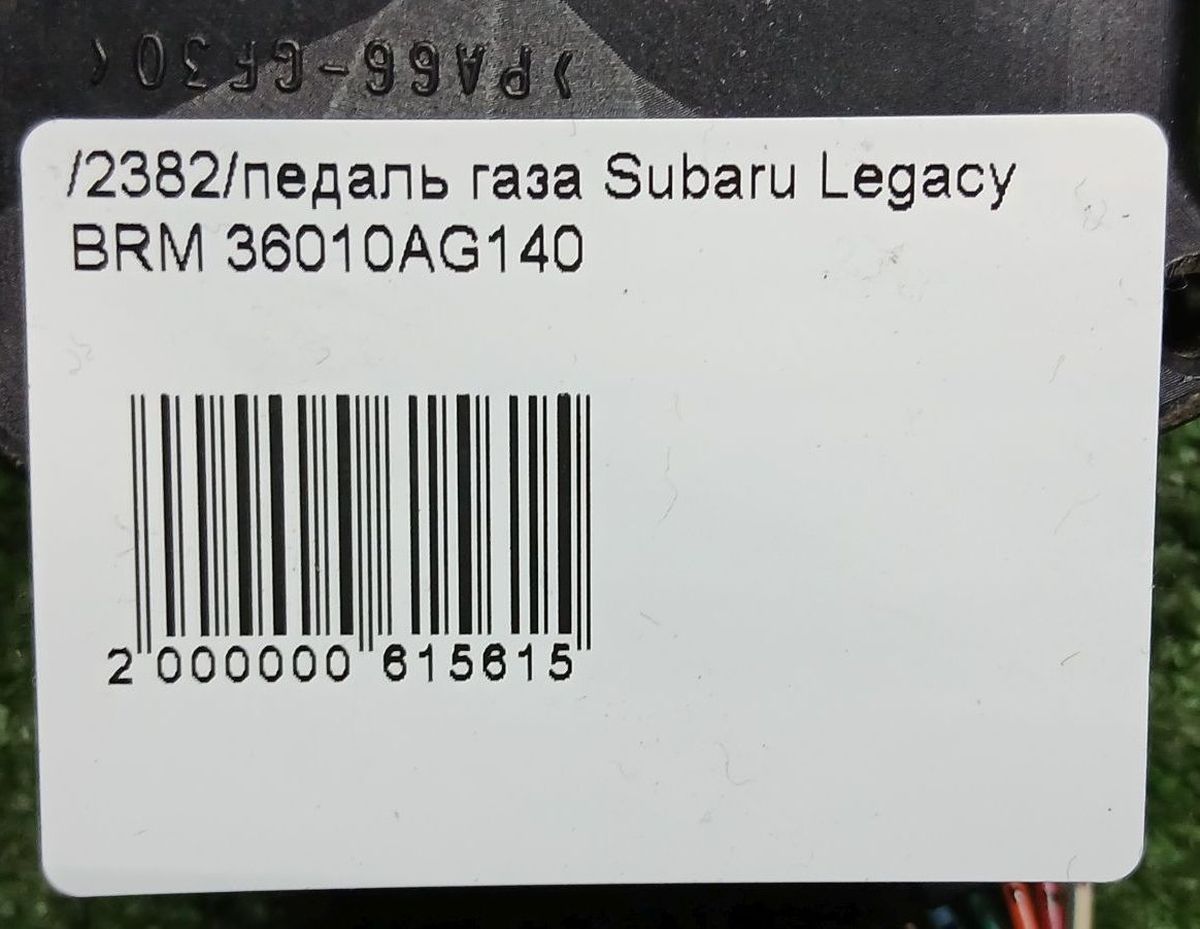 >PA66-GF30<
/2382/педаль газа Subaru Legacy
BRM 36010AG140
2 000000 615615